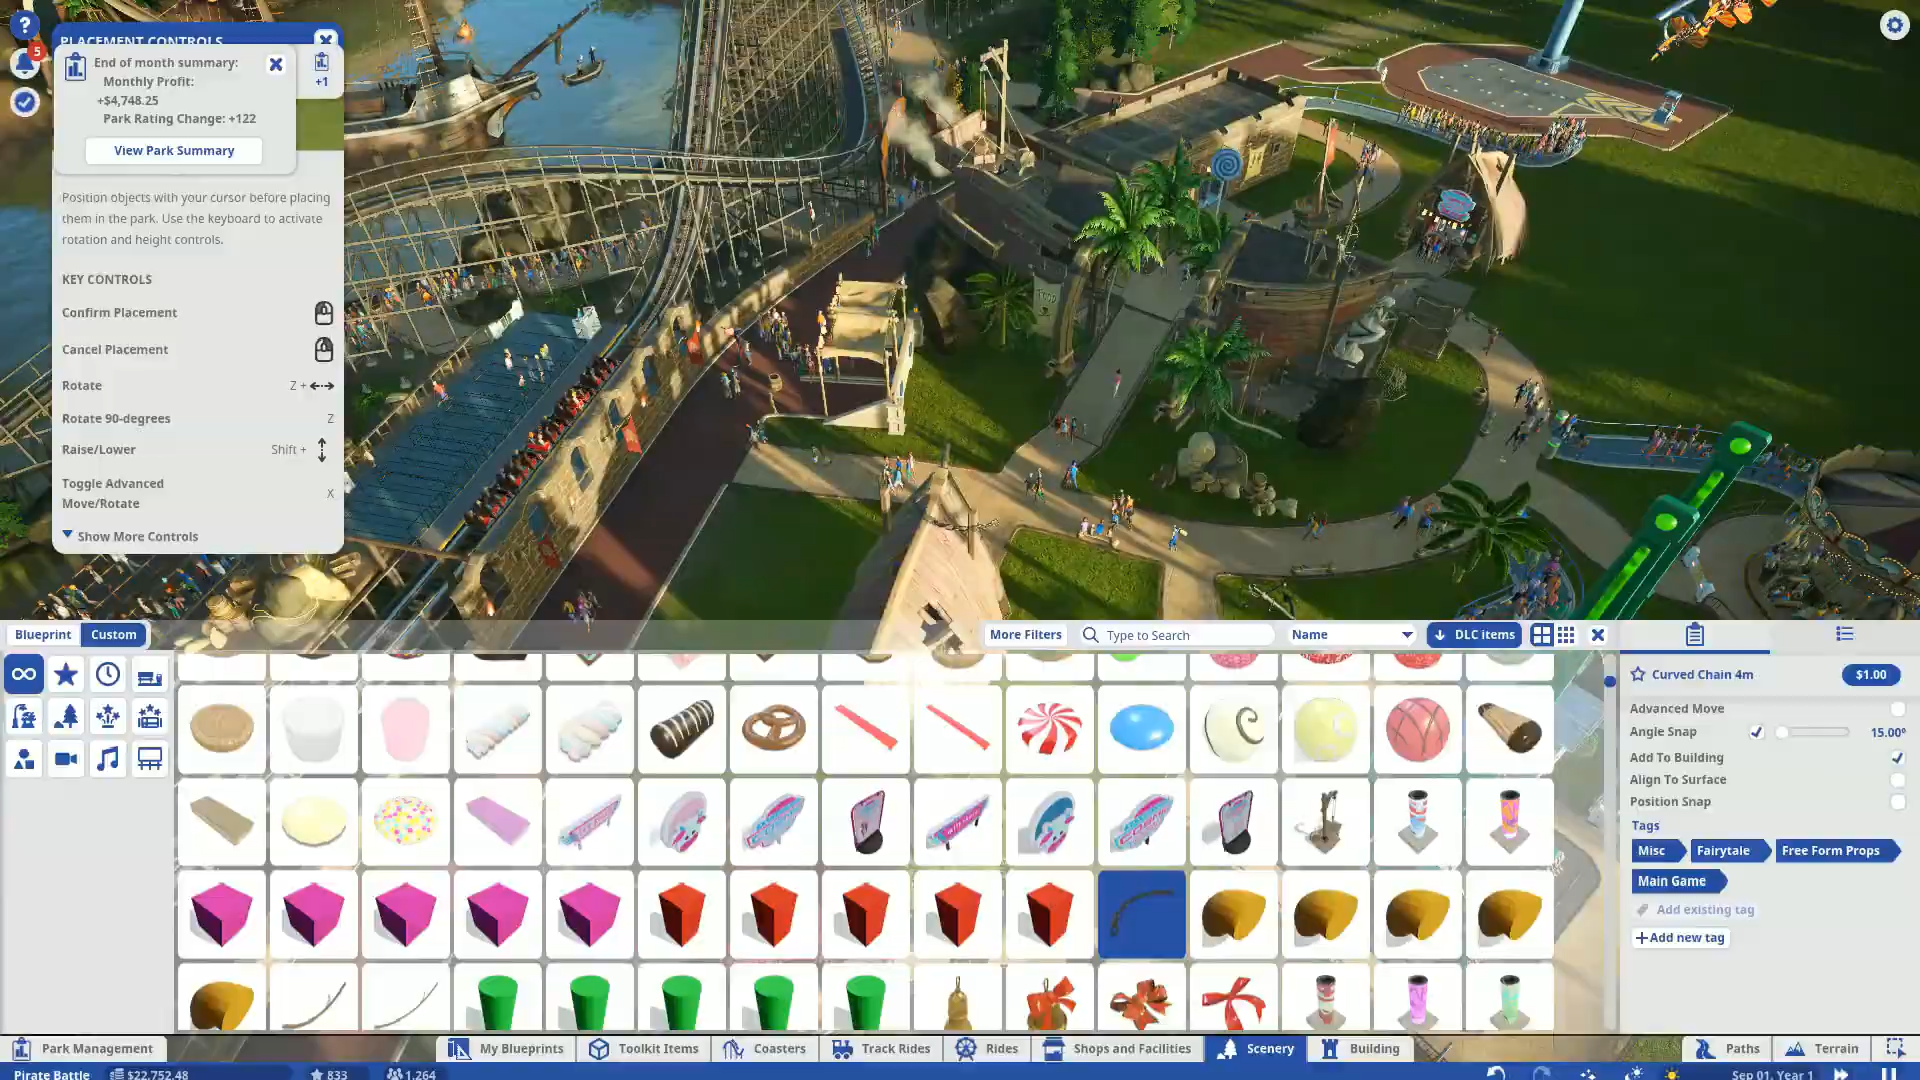 PLACEMENT CONTROLS
5
End of month summary:
Monthly Profit:
+$4,748.25
Park Rating Change: +122
View Park Summary
+1
Position objects with your cursor before placing
them in the park. Use the keyboard to activate
rotation and height controls.
KEY CONTROLS
Confirm Placement
Cancel Placement
Rotate Z +
Rotate 90-degrees Z
Raise/Lower Shift +
Toggle Advanced
Move/Rotate X
Show More Controls
Blueprint Custom
More Filters Type to Search Name DLC items
Curved Chain 4m $1.00
Advanced Move
Angle Snap 15.00°
Add To Building
Align To Surface
Position Snap
Tags
Misc Fairytale Free Form Props
Main Game
Add existing tag
+Add new tag
Park Management My Blueprints Toolkit Items Coasters Track Rides Rides Shops and Facilities Scenery Building Paths Terrain
Pirate Battle $22,752.48 833 1,264 Sep 01, Year 1